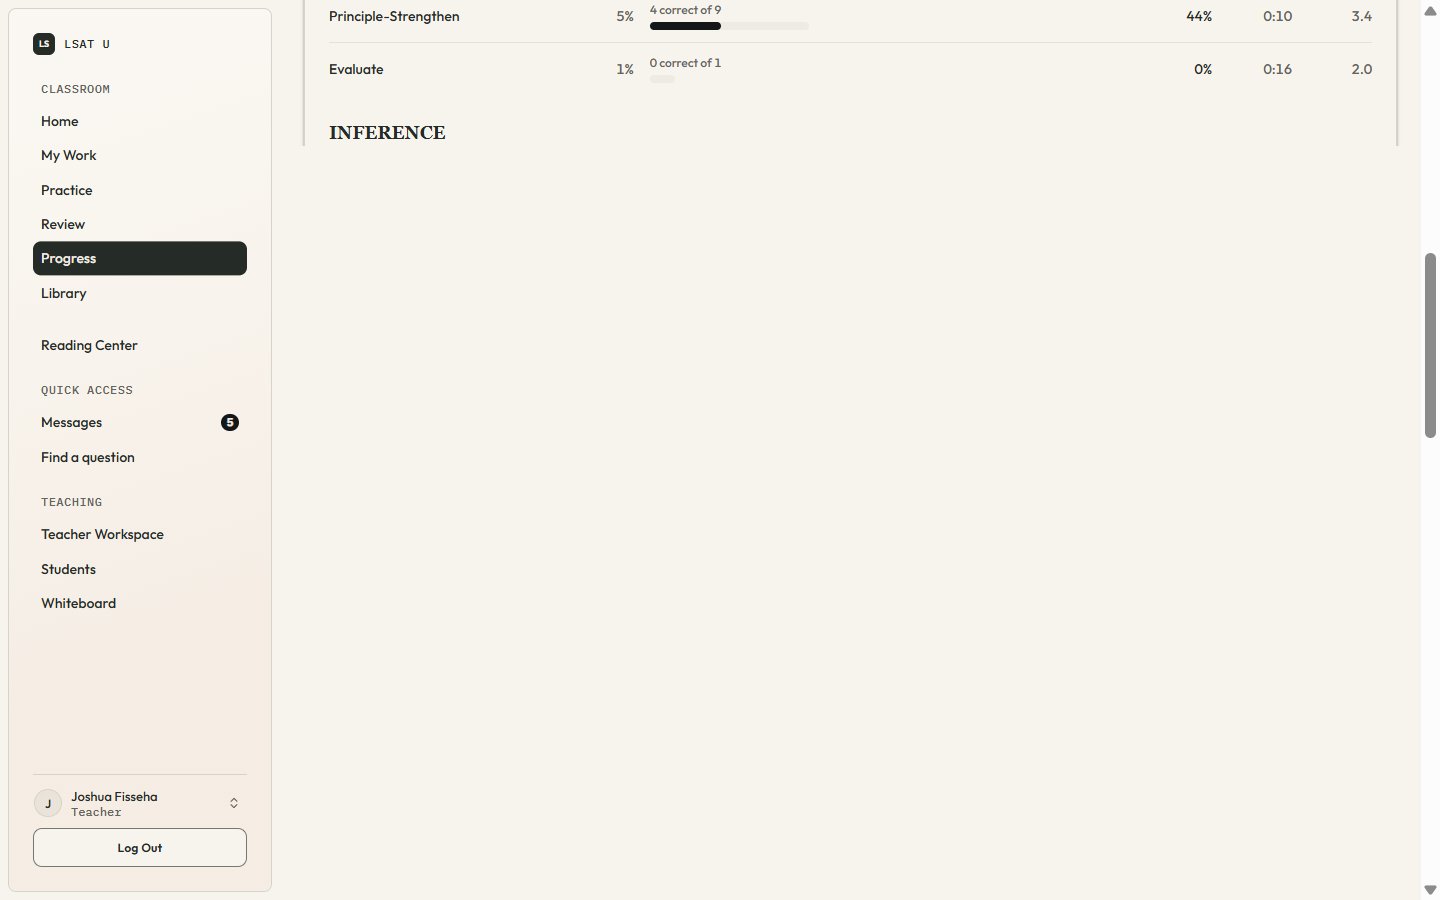 LS LSAT U
CLASSROOM
Home
My Work
Practice
Review
Progress
Library
Reading Center
QUICK ACCESS
Messages 5
Find a question
TEACHING
Teacher Workspace
Students
Whiteboard
J Joshua Fisseha
Teacher
Log Out
Principle-Strengthen 5% 4 correct of 9 44% 0:10 3.4
Evaluate 1% 0 correct of 1 0% 0:16 2.0
INFERENCE